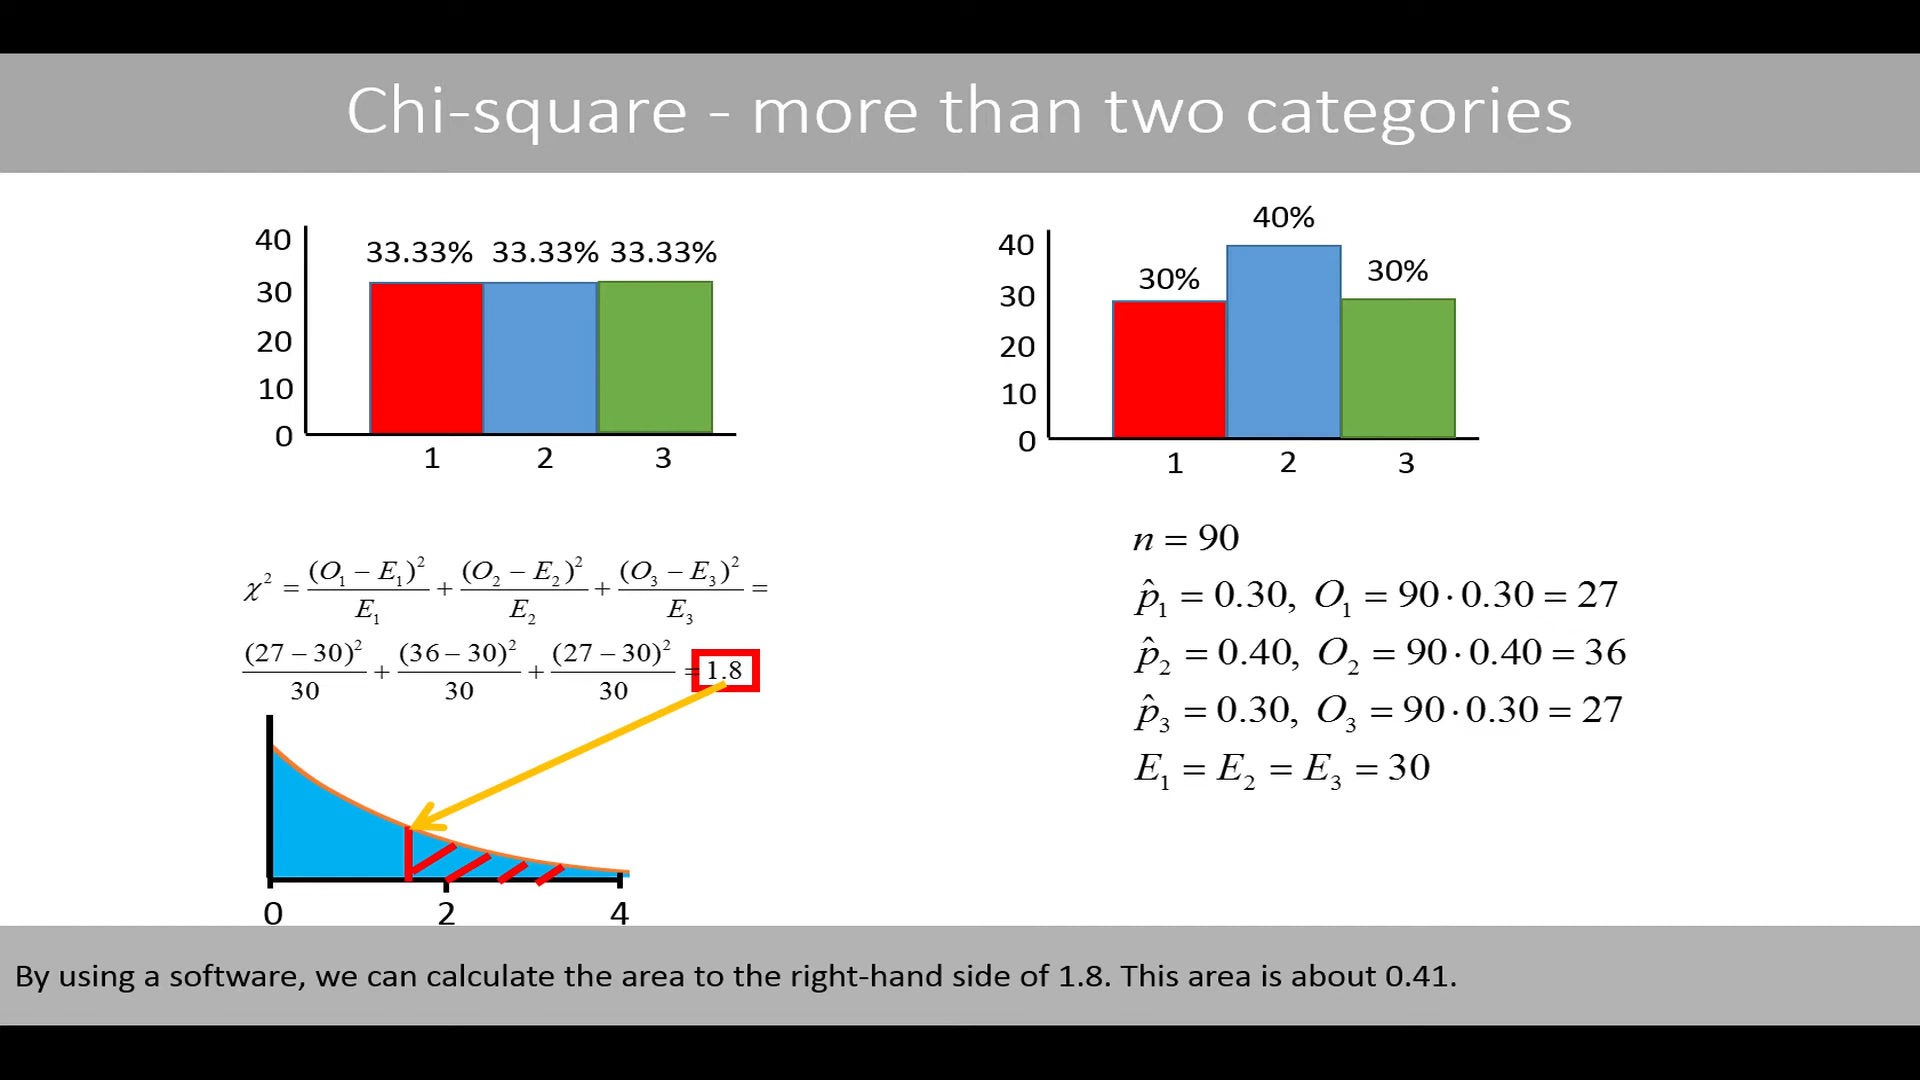 Chi-square - more than two categories
40
30
20
10
0
33.33% 33.33% 33.33%
1 2 3
40
30
20
10
0
30%
40%
30%
1 2 3
χ² = (O₁ − E₁)²/E₁ + (O₂ − E₂)²/E₂ + (O₃ − E₃)²/E₃ =
(27 − 30)²/30 + (36 − 30)²/30 + (27 − 30)²/30 = 1.8
0 2 4
n = 90
p̂₁ = 0.30, O₁ = 90·0.30 = 27
p̂₂ = 0.40, O₂ = 90·0.40 = 36
p̂₃ = 0.30, O₃ = 90·0.30 = 27
E₁ = E₂ = E₃ = 30
By using a software, we can calculate the area to the right-hand side of 1.8. This area is about 0.41.